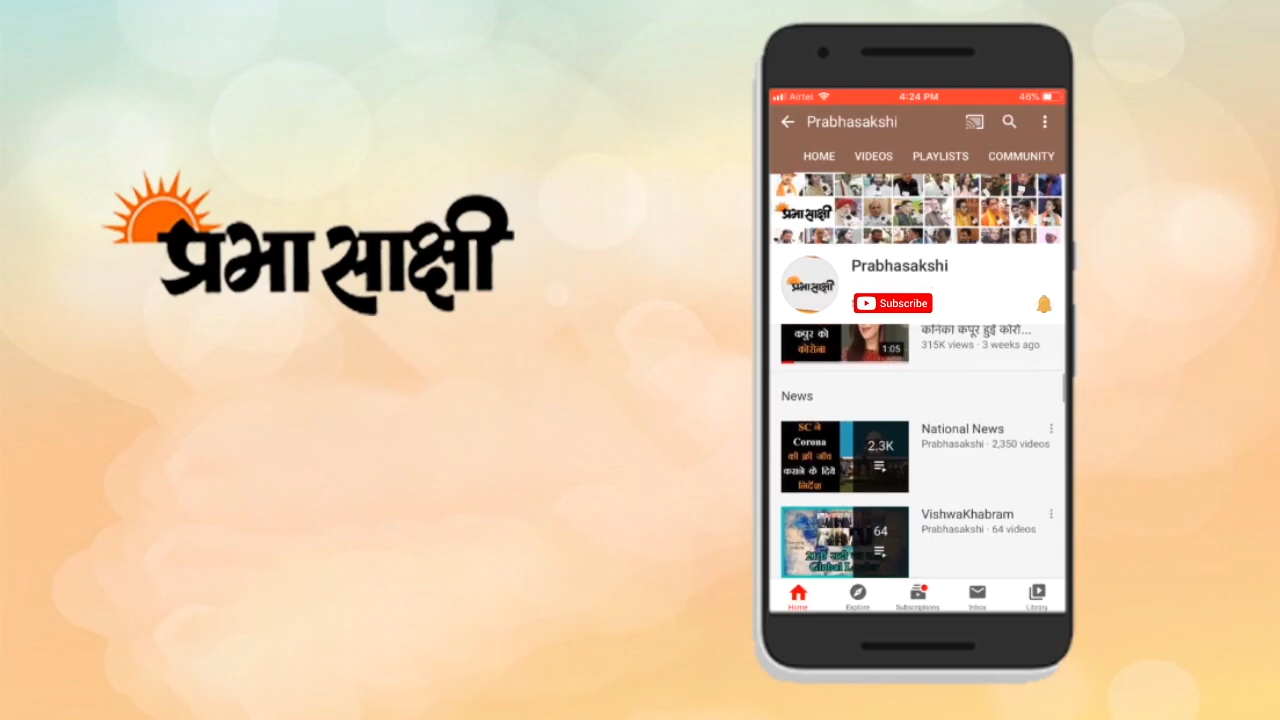 प्रभासाक्षी
Airtel 4:24 PM 46%
Prabhasakshi
HOME VIDEOS PLAYLISTS COMMUNITY
प्रभासाक्षी
Prabhasakshi
प्रभासाक्षी
Subscribe
कपूर को
कोरोना
1:05
कनिका कपूर हुईं कोरो...
315K views · 3 weeks ago
News
SC ने
Corona
की फ्री जाँच
कराने के दिये
निर्देश
2.3K
National News
Prabhasakshi · 2,350 videos
64
VishwaKhabram
Prabhasakshi · 64 videos
Global Leader
Home Explore Subscriptions Inbox Library